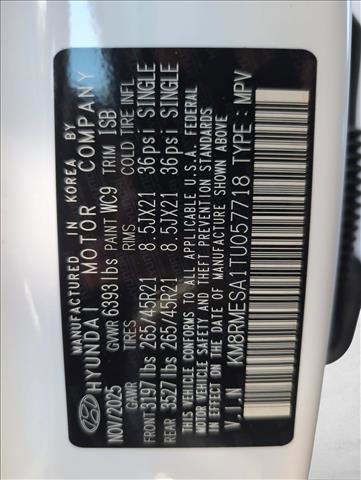 MANUFACTURED IN KOREA BY
HYUNDAI MOTOR COMPANY
NOV/2025 GVWR 6393 lbs PAINT WC9 TRIM ISB
GAWR TIRES RIMS COLD TIRE INFL
FRONT 3197 lbs 265/45R21 8.5JX21 36psi SINGLE
REAR 3527 lbs 265/45R21 8.5JX21 36psi SINGLE
THIS VEHICLE CONFORMS TO ALL APPLICABLE U.S.A. FEDERAL
MOTOR VEHICLE SAFETY AND THEFT PREVENTION STANDARDS
IN EFFECT ON THE DATE OF MANUFACTURE SHOWN ABOVE.
V.I.N : KM8RMESA1TU057718 TYPE : MPV